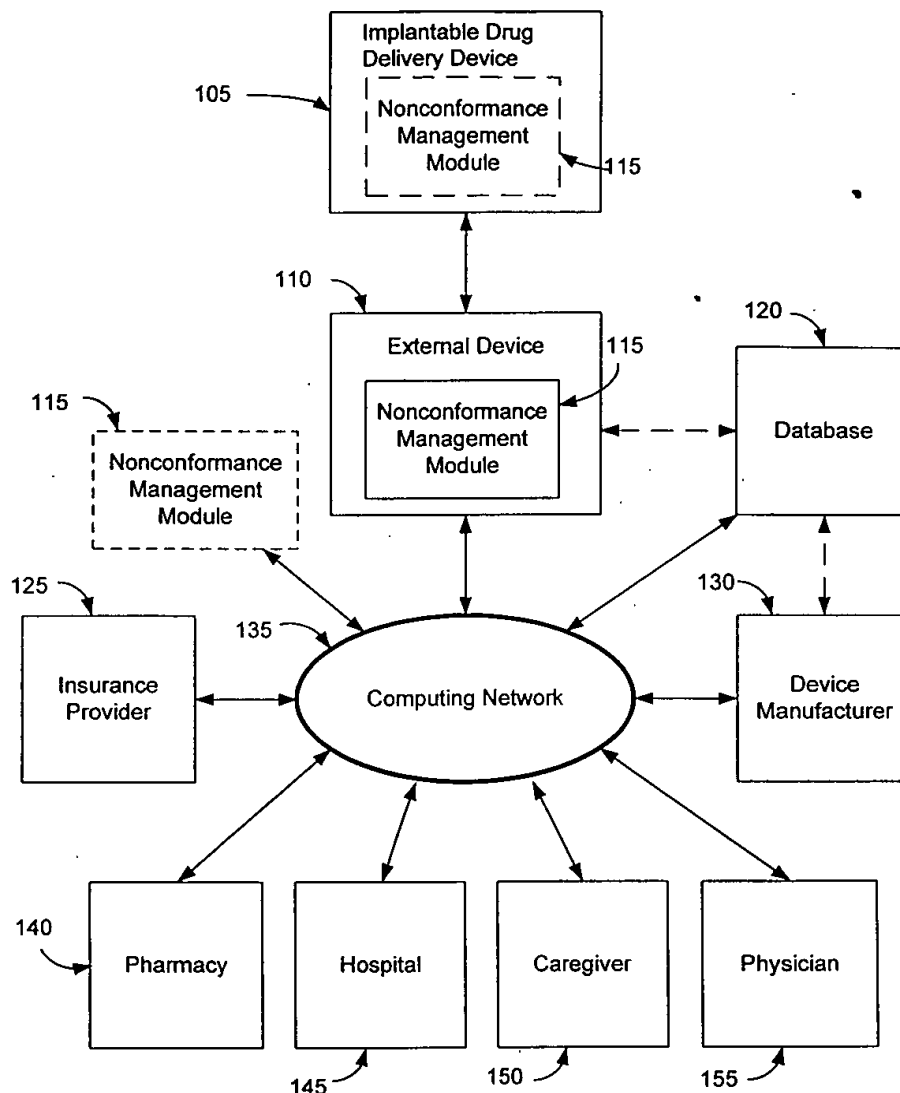 Implantable Drug
Delivery Device
105
Nonconformance
Management
Module
115
110
External Device
115
120
Nonconformance
Management
Module
Database
115
Nonconformance
Management
Module
125
135
130
Insurance
Provider
Computing Network
Device
Manufacturer
140
Pharmacy
Hospital
Caregiver
Physician
145
150
155